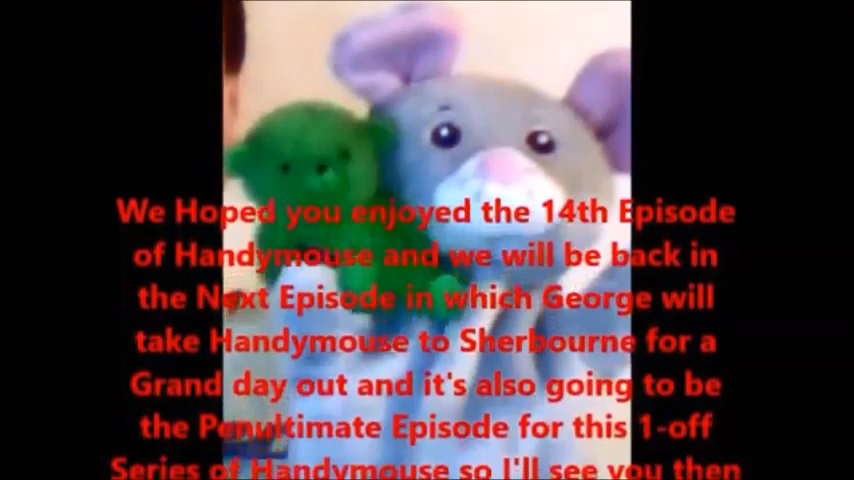 We Hoped you enjoyed the 14th Episode
of Handymouse and we will be back in
the Next Episode in which George will
take Handymouse to Sherbourne for a
Grand day out and it's also going to be
the Penultimate Episode for this 1-off
Series of Handymouse so I'll see you then